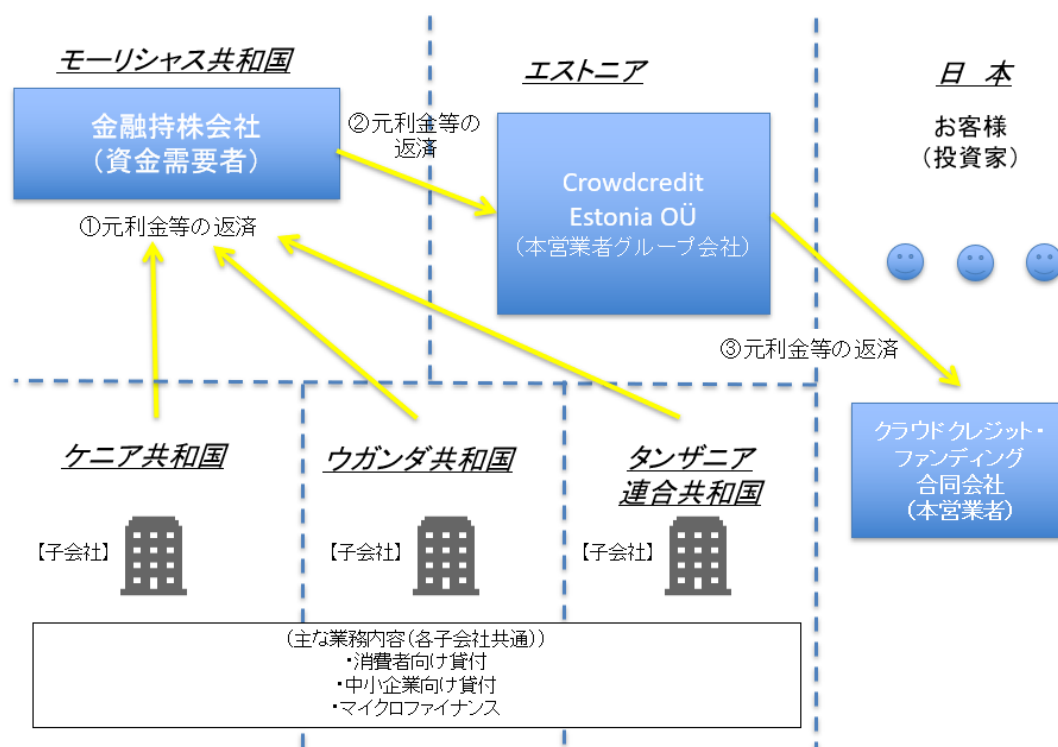 モーリシャス共和国
金融持株会社
（資金需要者）
①元利金等の返済
②元利金等の
返済
エストニア
Crowdcredit
Estonia OÜ
（本営業者グループ会社）
③元利金等の返済
日　本
お客様
（投資家）
クラウドクレジット・
ファンディング
合同会社
（本営業者）
ケニア共和国
【子会社】
ウガンダ共和国
【子会社】
タンザニア
連合共和国
【子会社】
（主な業務内容（各子会社共通））
・消費者向け貸付
・中小企業向け貸付
・マイクロファイナンス